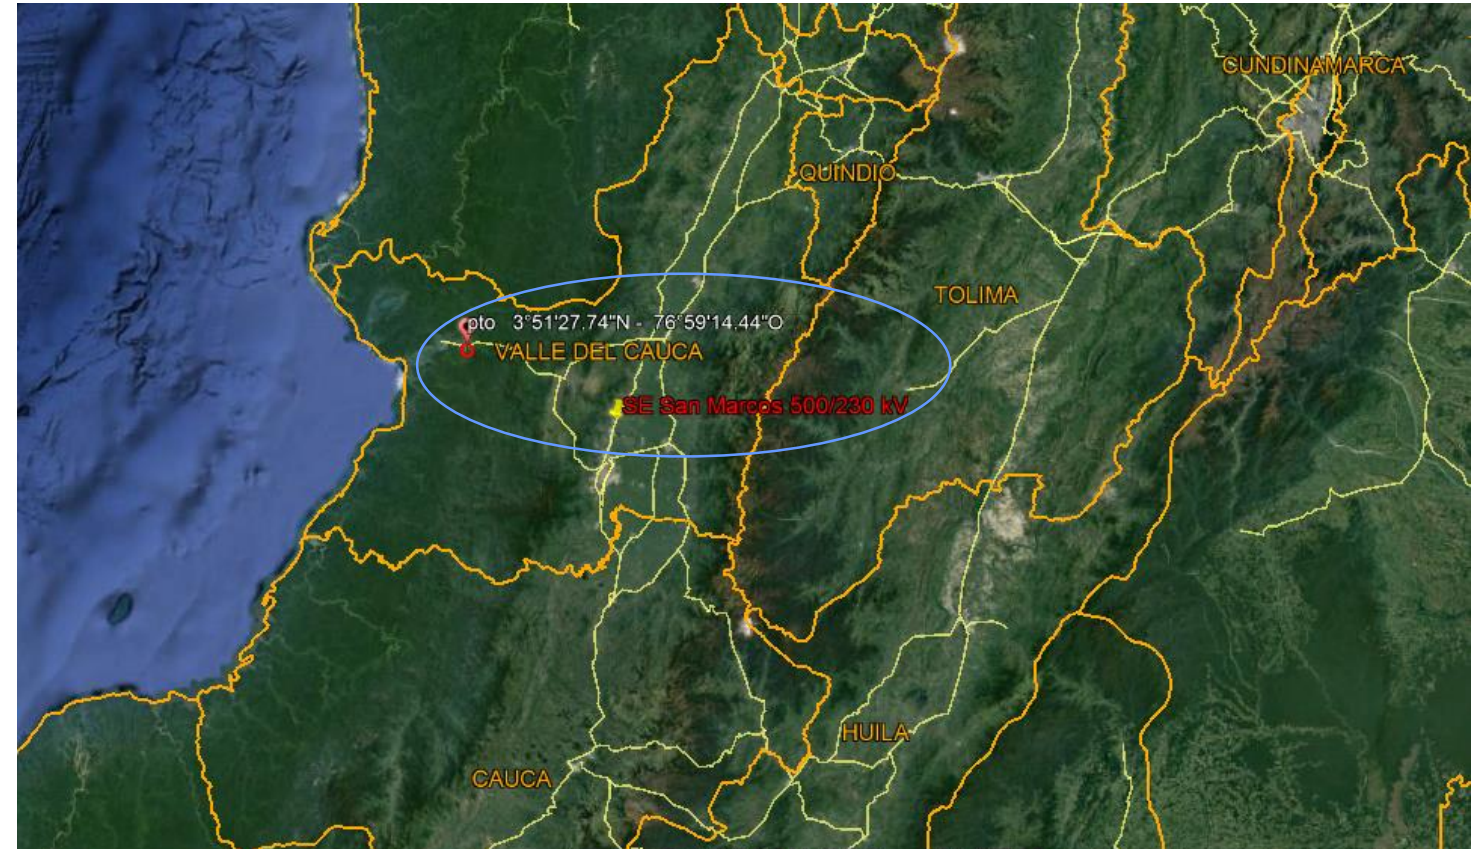 CUNDINAMARCA
QUINDIO
TOLIMA
pto 3°51'27.74"N - 76°59'14.44"O
VALLE DEL CAUCA
SE San Marcos 500/230 kV
HUILA
CAUCA